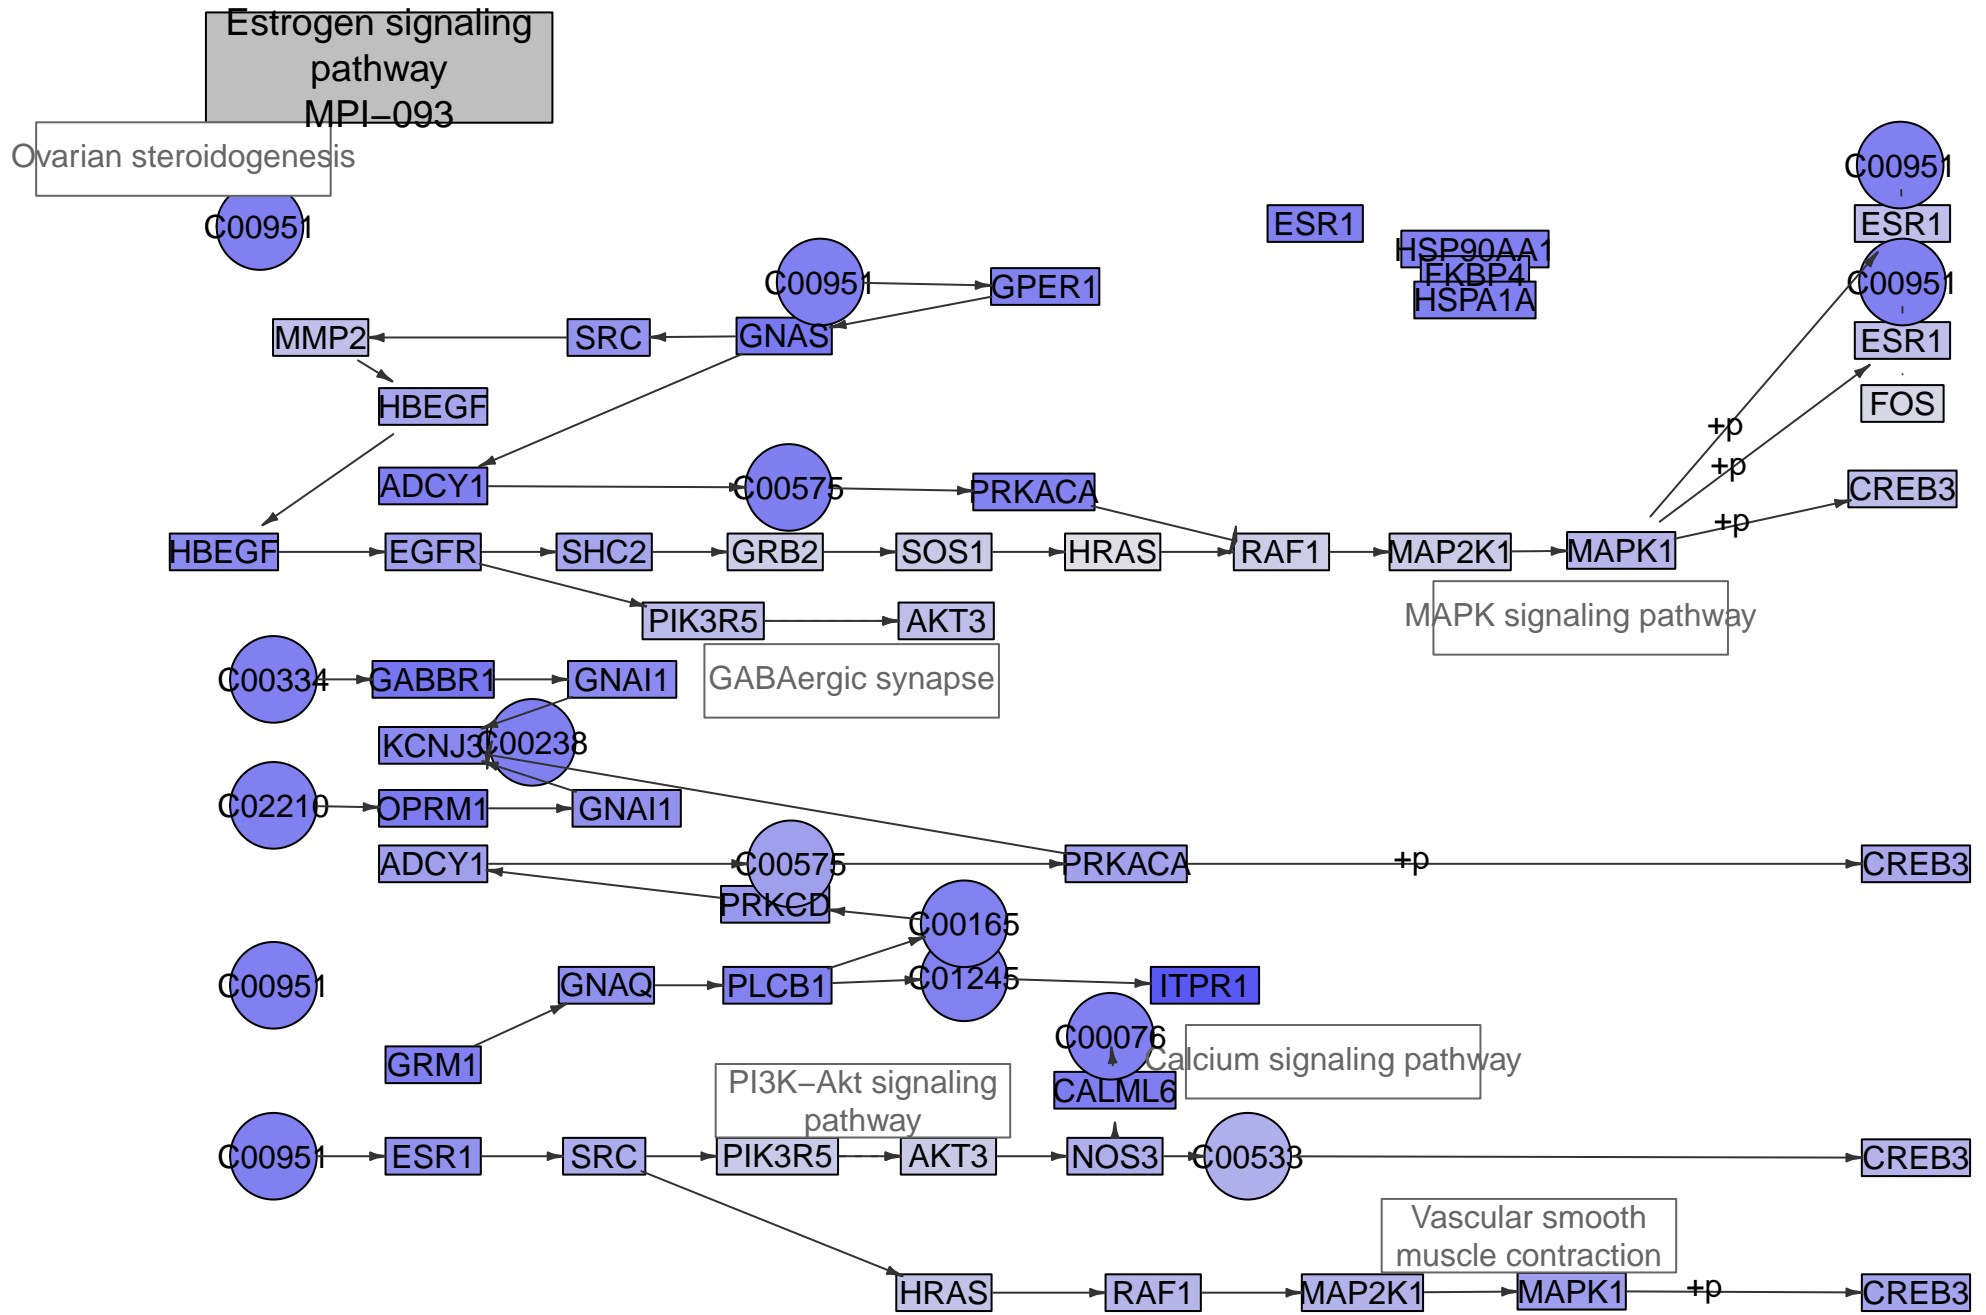 Estrogen signaling
pathway
MPI−093
Ovarian steroidogenesis
C00951
C00951
ESR1
C00951
ESR1
HSP90AA1
FKBP4
HSPA1A
C00951
GPER1
C00951
ESR1
MMP2
SRC
GNAS
HBEGF
FOS
+p
+p
ADCY1
C00575
PRKACA
CREB3
+p
HBEGF
EGFR
SHC2
GRB2
SOS1
HRAS
RAF1
MAP2K1
MAPK1
PIK3R5
AKT3
MAPK signaling pathway
C00334
GABBR1
GNAI1
GABAergic synapse
KCNJ3
C00238
C02210
OPRM1
GNAI1
ADCY1
C00575
PRKACA
+p
CREB3
PRKCD
C00165
C00951
GNAQ
PLCB1
C01245
ITPR1
C00076
Calcium signaling pathway
GRM1
CALML6
PI3K−Akt signaling
pathway
C00951
ESR1
SRC
PIK3R5
AKT3
NOS3
C00533
CREB3
Vascular smooth
muscle contraction
HRAS
RAF1
MAP2K1
MAPK1
+p
CREB3